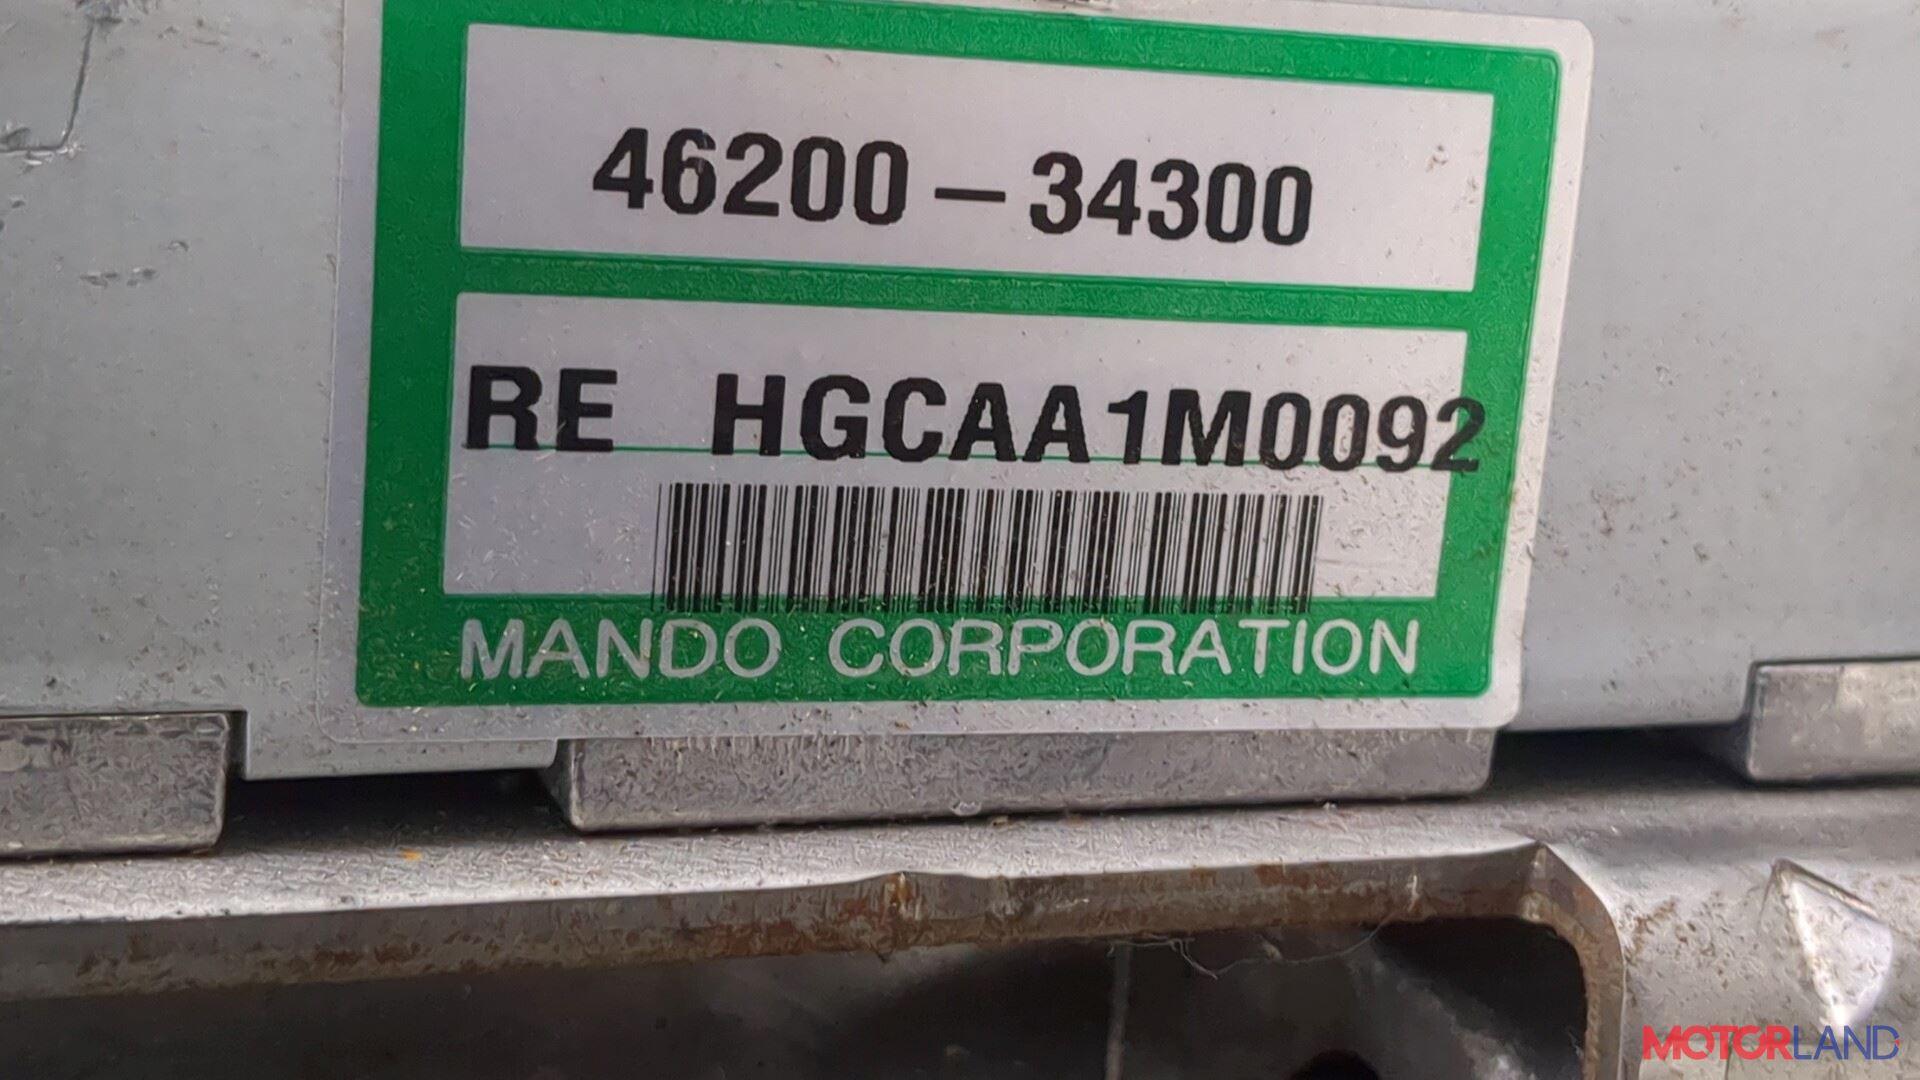 46200-34300
RE HGCAA1M0092
MANDO CORPORATION
MOTORLAND